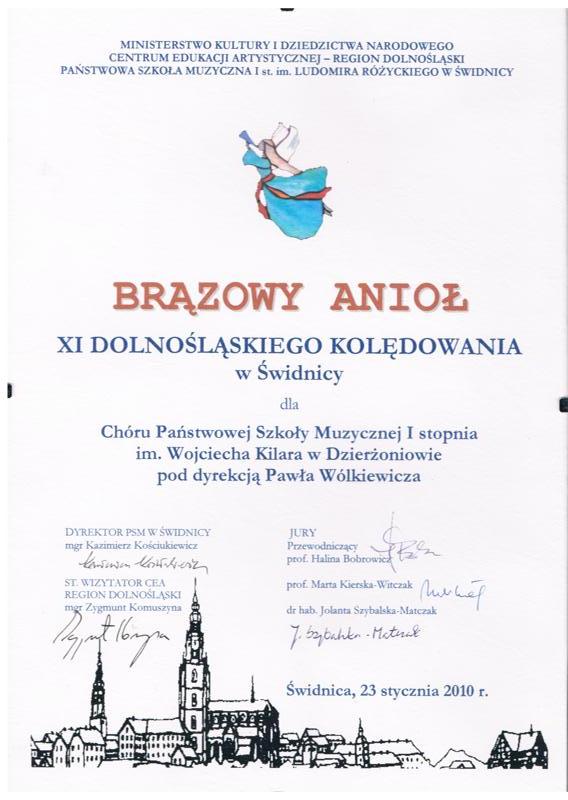 MINISTERSTWO KULTURY I DZIEDZICTWA NARODOWEGO
CENTRUM EDUKACJI ARTYSTYCZNEJ – REGION DOLNOŚLĄSKI
PAŃSTWOWA SZKOŁA MUZYCZNA I st. im. LUDOMIRA RÓŻYCKIEGO W ŚWIDNICY
BRĄZOWY ANIOŁ
XI DOLNOŚLĄSKIEGO KOLĘDOWANIA
w Świdnicy
dla
Chóru Państwowej Szkoły Muzycznej I stopnia
im. Wojciecha Kilara w Dzierżoniowie
pod dyrekcją Pawła Wólkiewicza
DYREKTOR PSM W ŚWIDNICY
mgr Kazimierz Kościukiewicz
ST. WIZYTATOR CEA
REGION DOLNOŚLĄSKI
mgr Zygmunt Komuszyna
JURY
Przewodniczący
prof. Halina Bobrowicz
prof. Marta Kierska-Witczak
dr hab. Jolanta Szybalska-Matczak
J. Szybalska-Matczak
Świdnica, 23 stycznia 2010 r.